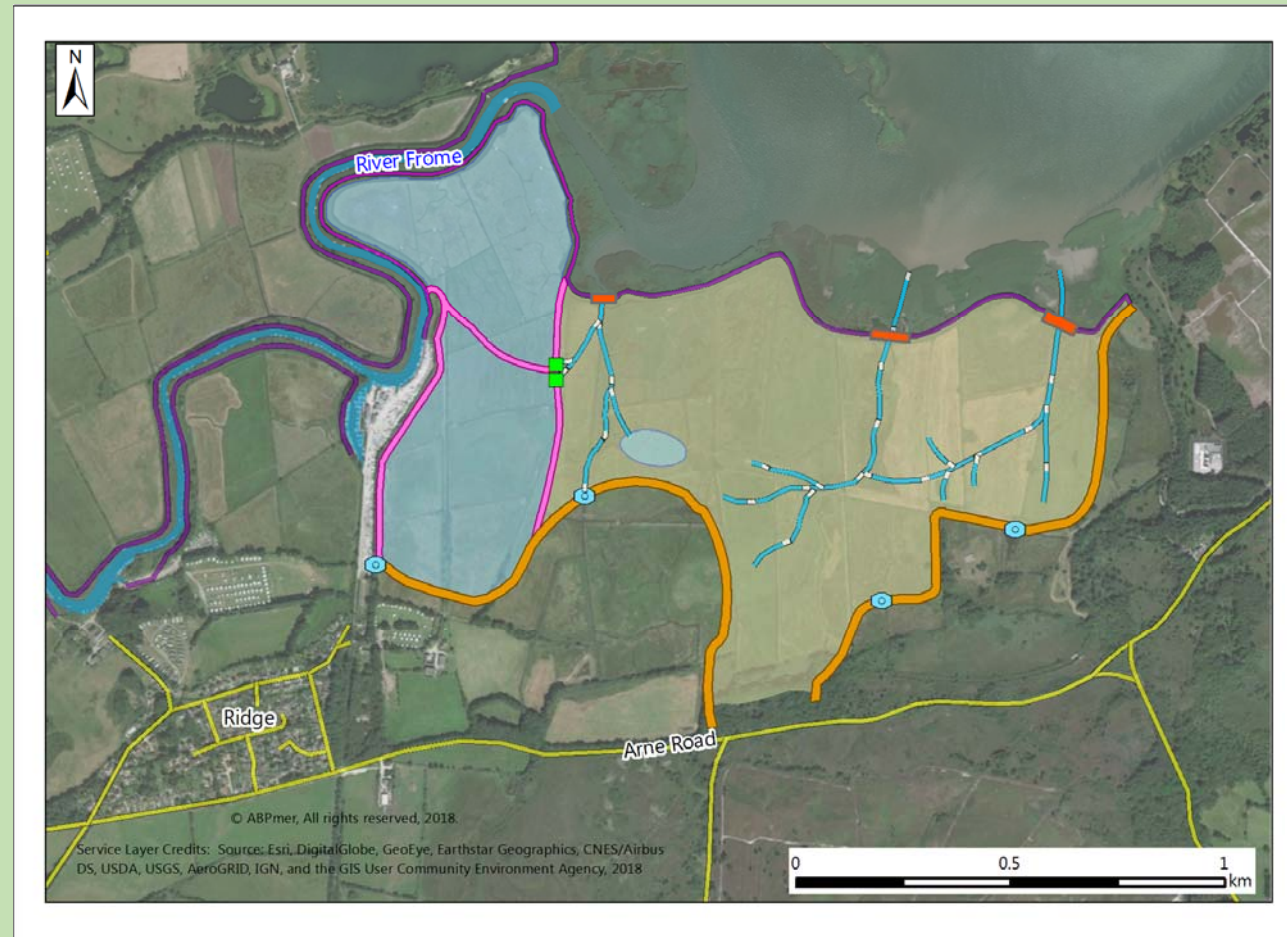 N
River Frome
Ridge
Arne Road
© ABPmer, All rights reserved, 2018.
Service Layer Credits: Source: Esri, DigitalGlobe, GeoEye, Earthstar Geographics, CNES/Airbus
DS, USDA, USGS, AeroGRID, IGN, and the GIS User Community Environment Agency, 2018
0 0.5 1
km